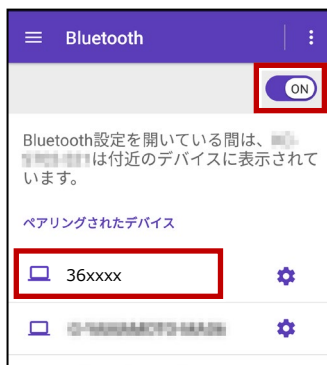 Bluetooth
ON
Bluetooth設定を開いている間は、
は付近のデバイスに表示されて
います。
ペアリングされたデバイス
36xxxx